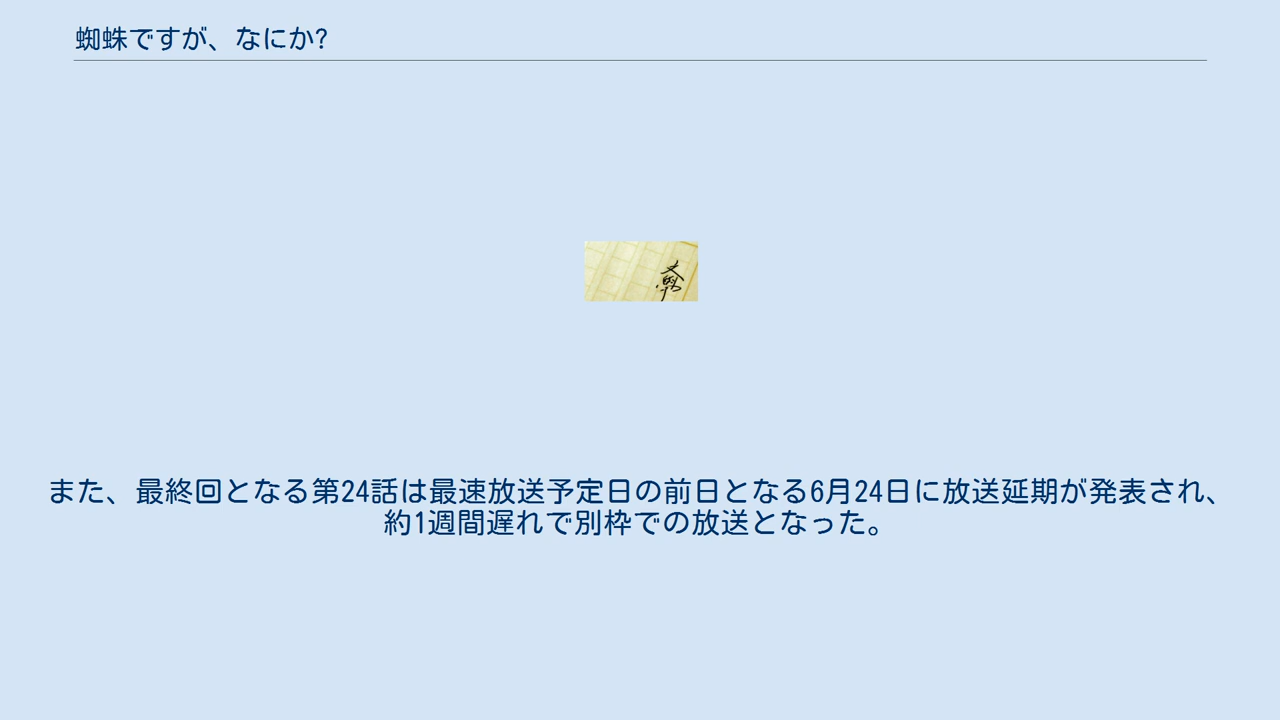 蜘蛛ですが、なにか?
また、最終回となる第24話は最速放送予定日の前日となる6月24日に放送延期が発表され、
約1週間遅れで別枠での放送となった。